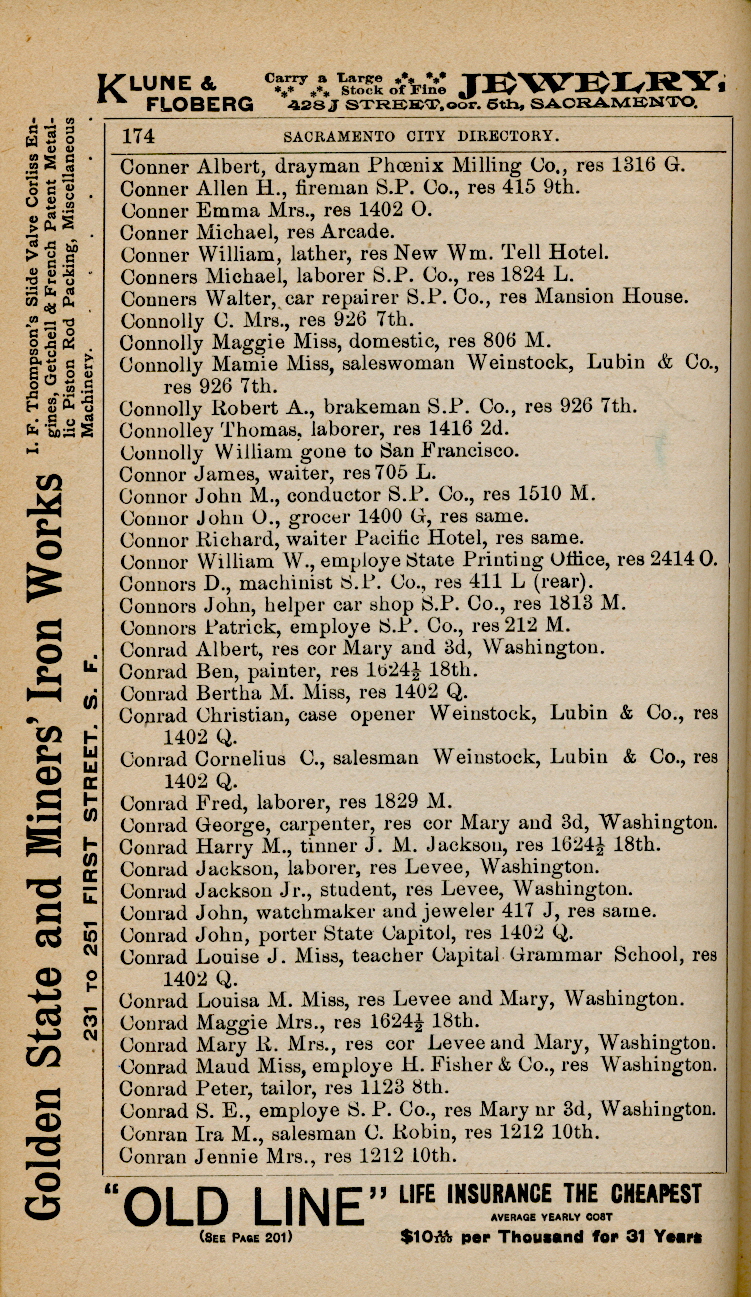 KLUNE & FLOBERG Carry a Large Stock of Fine JEWELRY,
428 J STREET, cor. 5th, SACRAMENTO.
174 SACRAMENTO CITY DIRECTORY.
Conner Albert, drayman Phœnix Milling Co., res 1316 G.
Conner Allen H., fireman S.P. Co., res 415 9th.
Conner Emma Mrs., res 1402 O.
Conner Michael, res Arcade.
Conner William, lather, res New Wm. Tell Hotel.
Conners Michael, laborer S.P. Co., res 1824 L.
Conners Walter, car repairer S.P. Co., res Mansion House.
Connolly C. Mrs., res 926 7th.
Connolly Maggie Miss, domestic, res 806 M.
Connolly Mamie Miss, saleswoman Weinstock, Lubin & Co.,
res 926 7th.
Connolly Robert A., brakeman S.P. Co., res 926 7th.
Connolley Thomas, laborer, res 1416 2d.
Connolly William gone to San Francisco.
Connor James, waiter, res 705 L.
Connor John M., conductor S.P. Co., res 1510 M.
Connor John O., grocer 1400 G, res same.
Connor Richard, waiter Pacific Hotel, res same.
Connor William W., employe State Printing Office, res 2414 O.
Connors D., machinist S.P. Co., res 411 L (rear).
Connors John, helper car shop S.P. Co., res 1813 M.
Connors Patrick, employe S.P. Co., res 212 M.
Conrad Albert, res cor Mary and 3d, Washington.
Conrad Ben, painter, res 1624½ 18th.
Conrad Bertha M. Miss, res 1402 Q.
Conrad Christian, case opener Weinstock, Lubin & Co., res
1402 Q.
Conrad Cornelius C., salesman Weinstock, Lubin & Co., res
1402 Q.
Conrad Fred, laborer, res 1829 M.
Conrad George, carpenter, res cor Mary and 3d, Washington.
Conrad Harry M., tinner J. M. Jackson, res 1624½ 18th.
Conrad Jackson, laborer, res Levee, Washington.
Conrad Jackson Jr., student, res Levee, Washington.
Conrad John, watchmaker and jeweler 417 J, res same.
Conrad John, porter State Capitol, res 1402 Q.
Conrad Louise J. Miss, teacher Capital Grammar School, res
1402 Q.
Conrad Louisa M. Miss, res Levee and Mary, Washington.
Conrad Maggie Mrs., res 1624½ 18th.
Conrad Mary R. Mrs., res cor Levee and Mary, Washington.
Conrad Maud Miss, employe H. Fisher & Co., res Washington.
Conrad Peter, tailor, res 1123 8th.
Conrad S. E., employe S. P. Co., res Mary nr 3d, Washington.
Conran Ira M., salesman C. Robin, res 1212 10th.
Conran Jennie Mrs., res 1212 10th.
Golden State and Miners' Iron Works
231 TO 251 FIRST STREET. S. F.
I. F. Thompson's Slide Valve Corliss En-
gines, Getchell & French Patent Metal-
lic Piston Rod Packing, Miscellaneous
Machinery. . . . .
"OLD LINE" LIFE INSURANCE THE CHEAPEST
(SEE PAGE 201) AVERAGE YEARLY COST
per Thousand for 31 Years